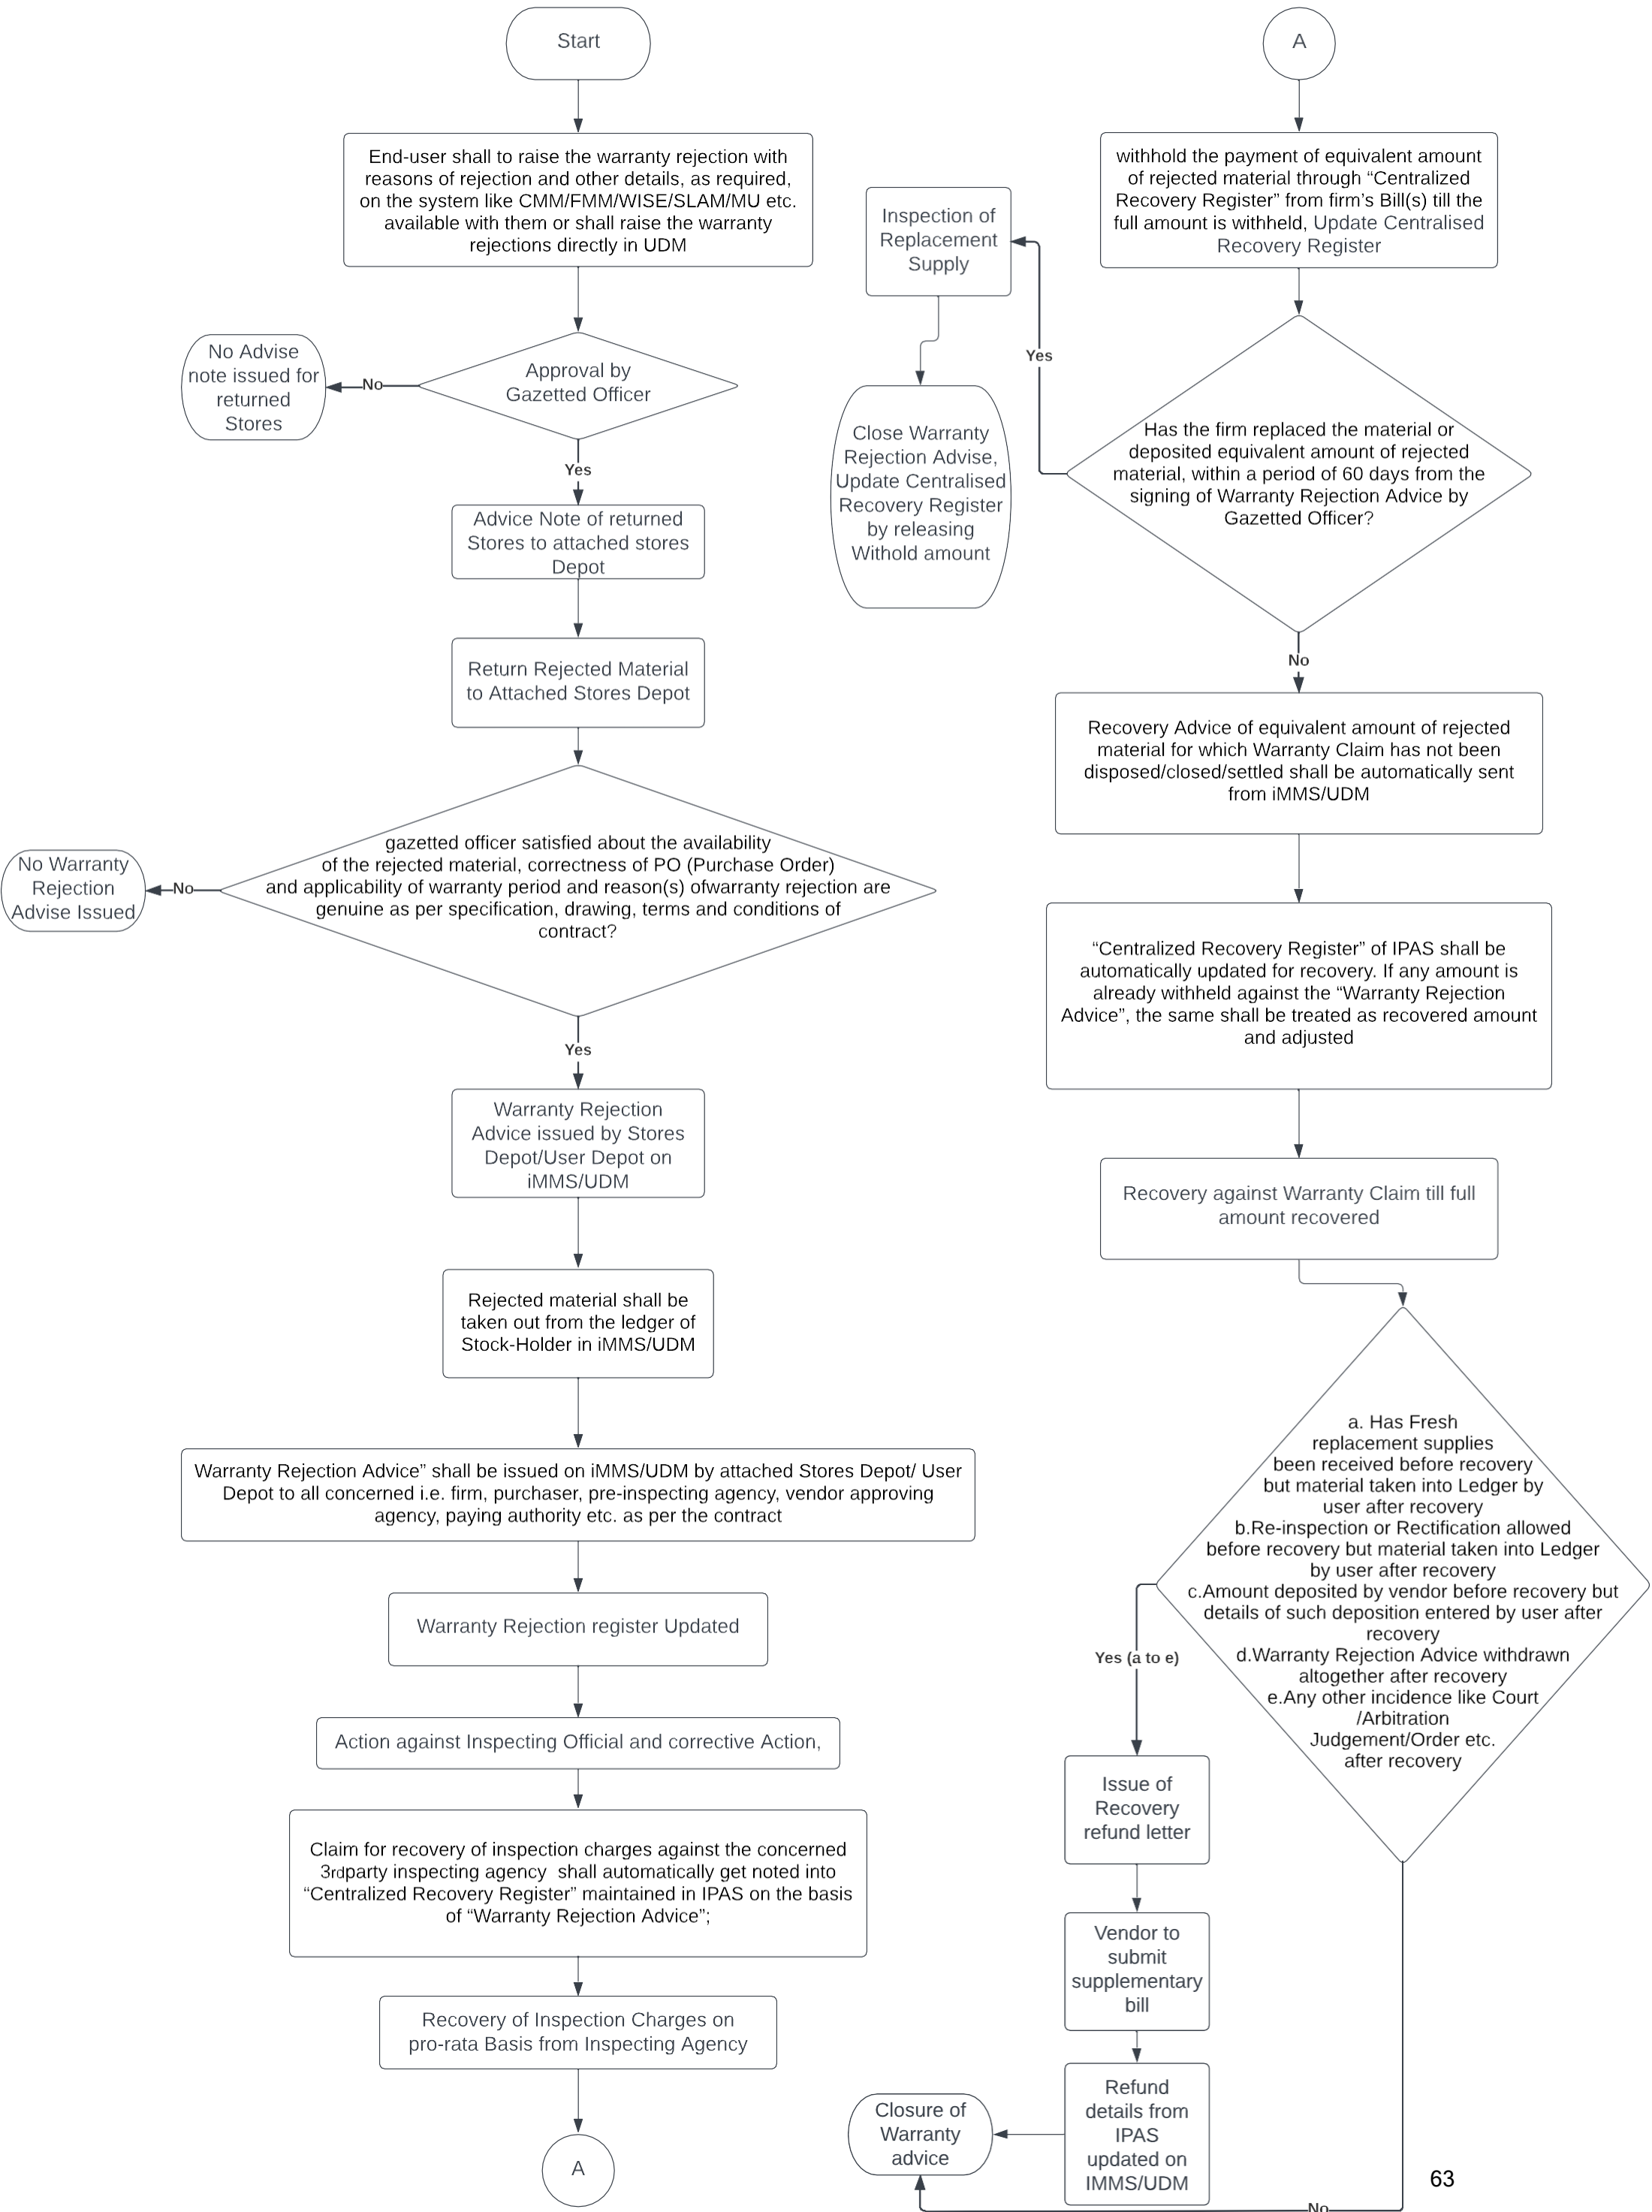 Start
End-user shall to raise the warranty rejection with
reasons of rejection and other details, as required,
on the system like CMM/FMM/WISE/SLAM/MU etc.
available with them or shall raise the warranty
rejections directly in UDM
Approval by
Gazetted Officer
No
No Advise
note issued for
returned
Stores
Yes
Advice Note of returned
Stores to attached stores
Depot
Return Rejected Material
to Attached Stores Depot
gazetted officer satisfied about the availability
of the rejected material, correctness of PO (Purchase Order)
and applicability of warranty period and reason(s) ofwarranty rejection are
genuine as per specification, drawing, terms and conditions of
contract?
No
No Warranty
Rejection
Advise Issued
Yes
Warranty Rejection
Advice issued by Stores
Depot/User Depot on
iMMS/UDM
Rejected material shall be
taken out from the ledger of
Stock-Holder in iMMS/UDM
Warranty Rejection Advice” shall be issued on iMMS/UDM by attached Stores Depot/ User
Depot to all concerned i.e. firm, purchaser, pre-inspecting agency, vendor approving
agency, paying authority etc. as per the contract
Warranty Rejection register Updated
Action against Inspecting Official and corrective Action,
Claim for recovery of inspection charges against the concerned
3rdparty inspecting agency  shall automatically get noted into
“Centralized Recovery Register” maintained in IPAS on the basis
of “Warranty Rejection Advice”;
Recovery of Inspection Charges on
pro-rata Basis from Inspecting Agency
A
A
withhold the payment of equivalent amount
of rejected material through “Centralized
Recovery Register” from firm’s Bill(s) till the
full amount is withheld, Update Centralised
Recovery Register
Has the firm replaced the material or
deposited equivalent amount of rejected
material, within a period of 60 days from the
signing of Warranty Rejection Advice by
Gazetted Officer?
Yes
Inspection of
Replacement
Supply
Close Warranty
Rejection Advise,
Update Centralised
Recovery Register
by releasing
Withold amount
No
Recovery Advice of equivalent amount of rejected
material for which Warranty Claim has not been
disposed/closed/settled shall be automatically sent
from iMMS/UDM
“Centralized Recovery Register” of IPAS shall be
automatically updated for recovery. If any amount is
already withheld against the “Warranty Rejection
Advice”, the same shall be treated as recovered amount
and adjusted
Recovery against Warranty Claim till full
amount recovered
a. Has Fresh
replacement supplies
been received before recovery
but material taken into Ledger by
user after recovery
b.Re-inspection or Rectification allowed
before recovery but material taken into Ledger
by user after recovery
c.Amount deposited by vendor before recovery but
details of such deposition entered by user after
recovery
d.Warranty Rejection Advice withdrawn
altogether after recovery
e.Any other incidence like Court
/Arbitration
Judgement/Order etc.
after recovery
Yes (a to e)
Issue of
Recovery
refund letter
Vendor to
submit
supplementary
bill
Refund
details from
IPAS
updated on
IMMS/UDM
Closure of
Warranty
advice
No
63